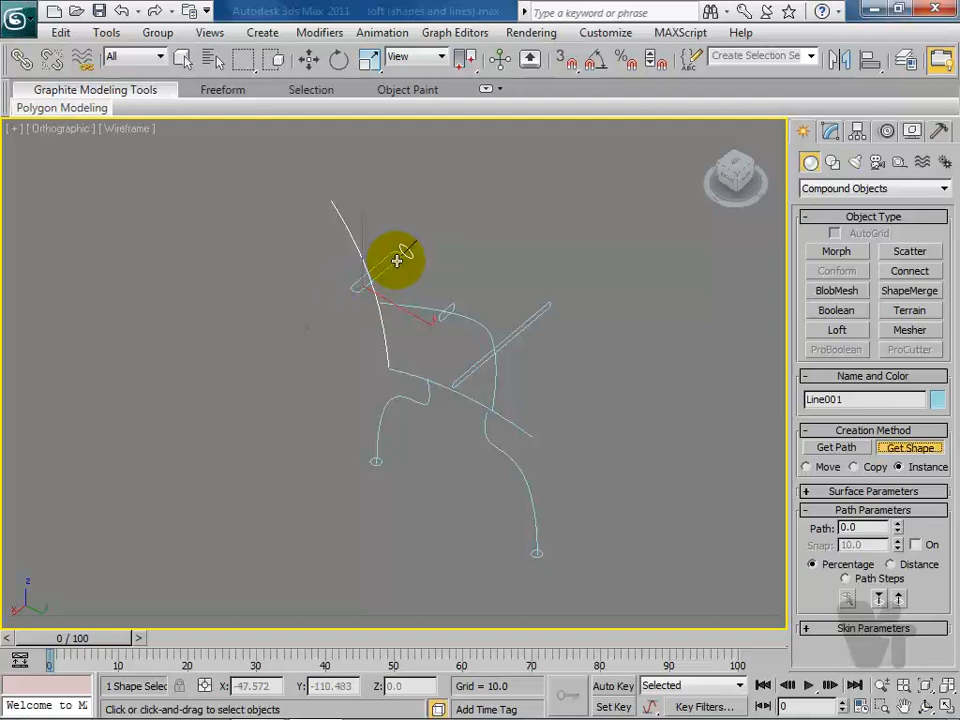 Autodesk 3ds Max 2011 loft (shapes and lines).max
Type a keyword or phrase
Edit Tools Group Views Create Modifiers Animation Graph Editors Rendering Customize MAXScript Help
All View 3 Create Selection Se
Graphite Modeling Tools Freeform Selection Object Paint
Polygon Modeling
[ + ] [ Orthographic ] [ Wireframe ]
Compound Objects
- Object Type
AutoGrid
Morph Scatter
Conform Connect
BlobMesh ShapeMerge
Boolean Terrain
Loft Mesher
ProBoolean ProCutter
- Name and Color
Line001
- Creation Method
Get Path Get Shape
Move Copy Instance
+ Surface Parameters
- Path Parameters
Path: 0.0
Snap: 10.0 On
Percentage Distance
Path Steps
+ Skin Parameters
z
x y
< 0 / 100 >
0 10 20 30 40 50 60 70 80 90 100
1 Shape Selec X: -47.572 Y: -110.483 Z: 0.0 Grid = 10.0 Auto Key Selected
Welcome to M Click or click-and-drag to select objects Add Time Tag Set Key Key Filters... 0